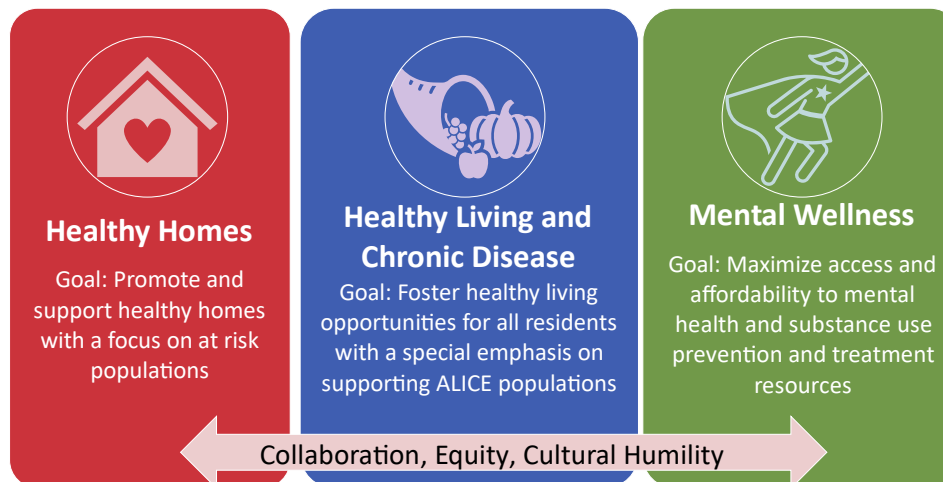 Healthy Homes
Goal: Promote and
support healthy homes
with a focus on at risk
populations
Healthy Living and
Chronic Disease
Goal: Foster healthy living
opportunities for all residents
with a special emphasis on
supporting ALICE populations
Mental Wellness
Goal: Maximize access and
affordability to mental
health and substance use
prevention and treatment
resources
Collaboration, Equity, Cultural Humility